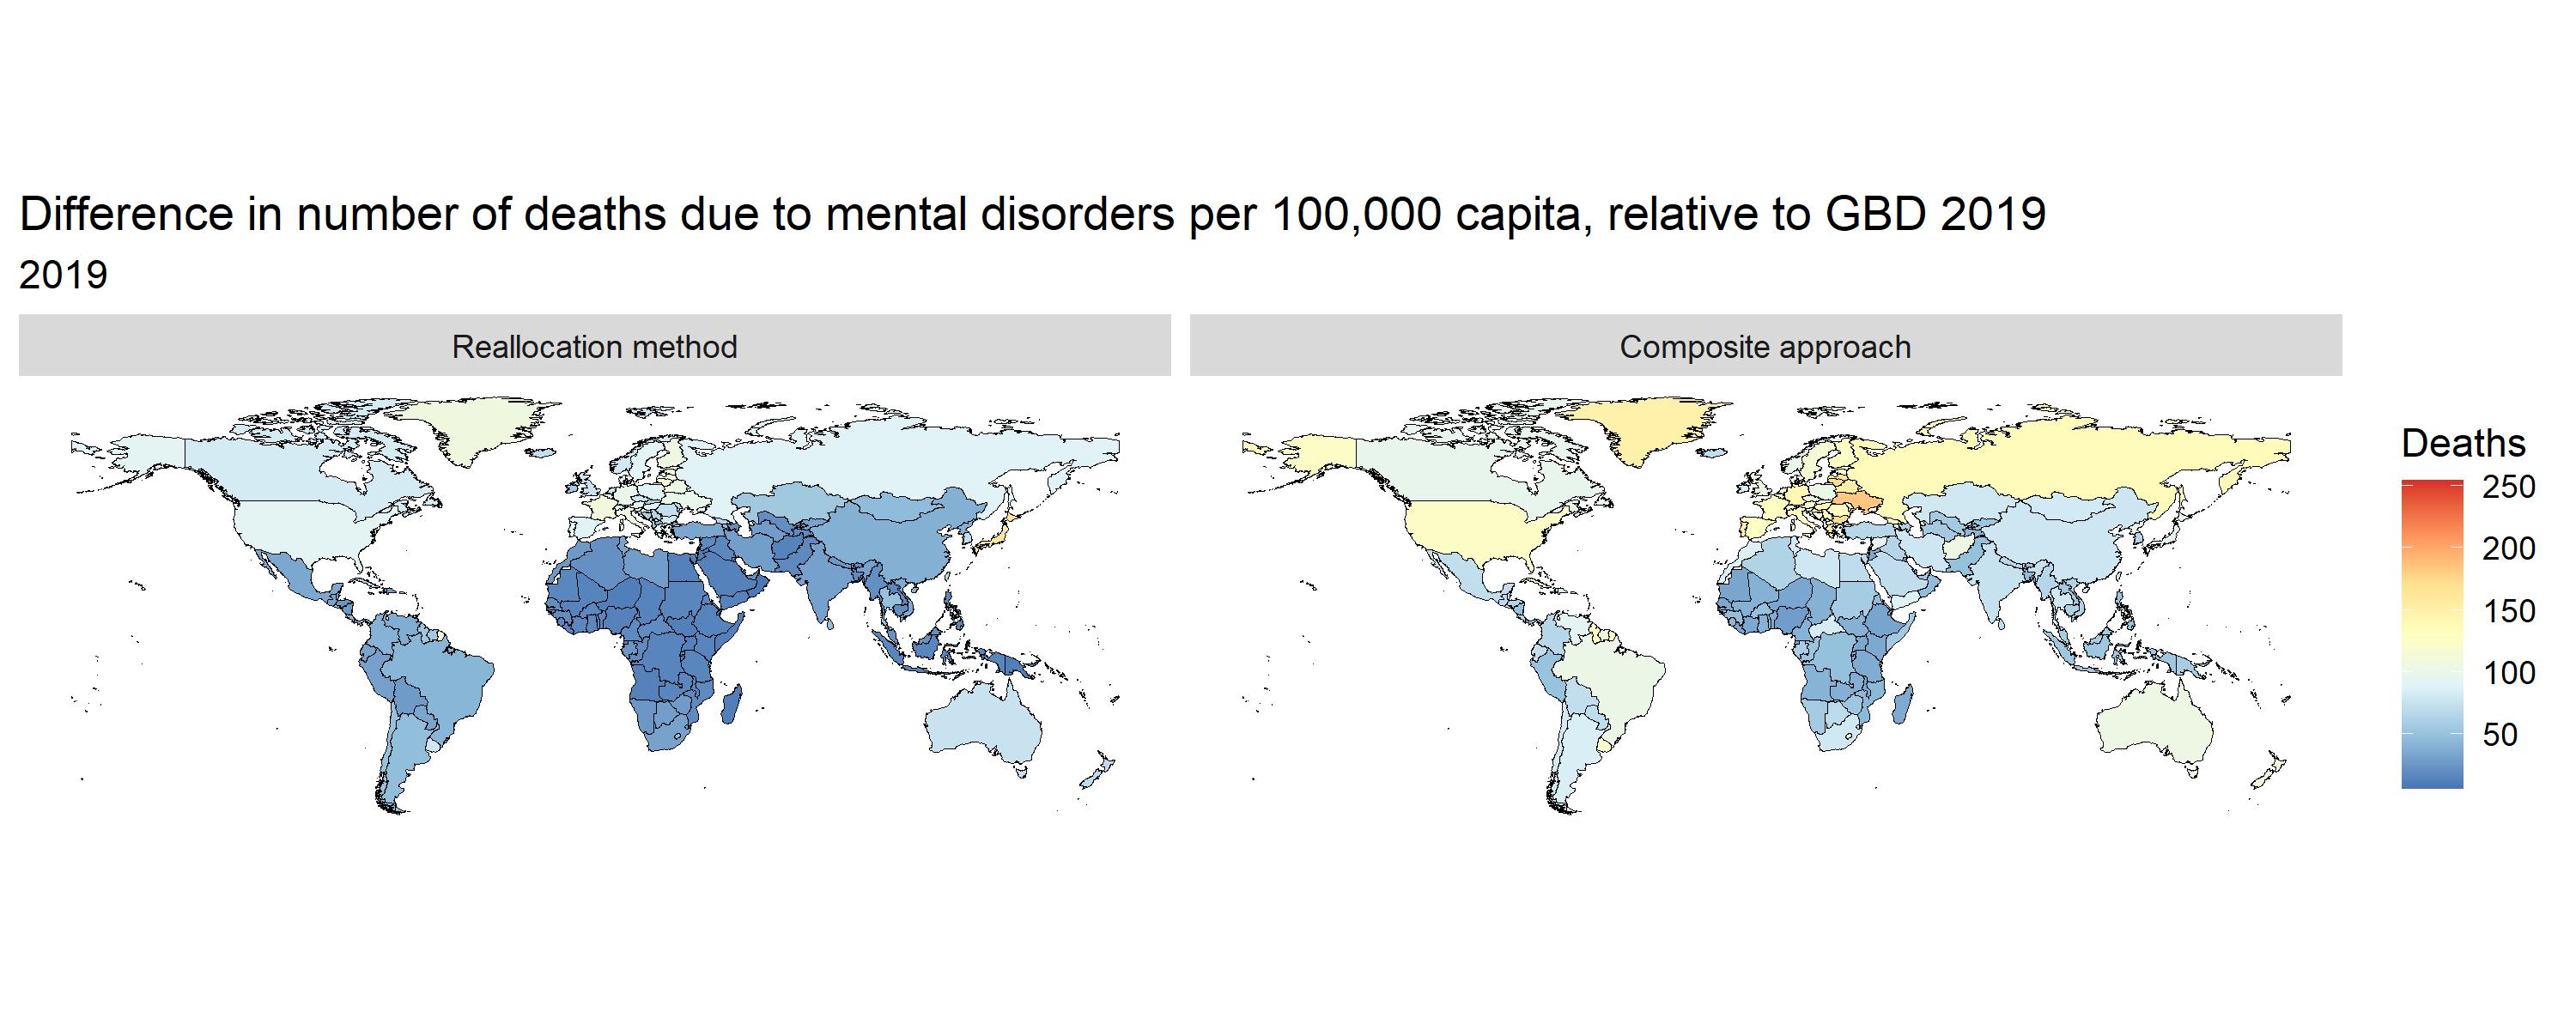 Difference in number of deaths due to mental disorders per 100,000 capita, relative to GBD 2019
2019
Reallocation method
Composite approach
Deaths
250
200
150
100
50